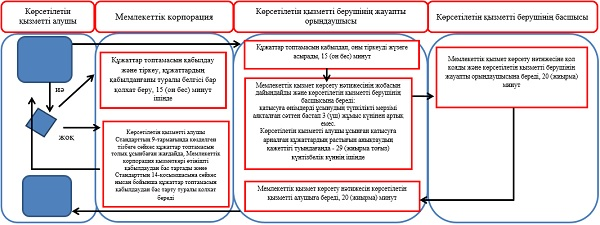 Көрсетілетін
қызметті алушы
Мемлекеттік корпорация
Көрсетілетін қызметті берушінің жауапты
орындаушысы
Көрсетілетін қызметті берушінің басшысы
Құжаттар топтамасын қабылдау
және тіркеу, құжаттардың
қабылданғаны туралы белгісі бар
қолхат беру, 15 (он бес) минут
ішінде
Құжаттар топтамасын қабылдап, оны тіркеуді жүзеге
асырады, 15 (он бес) минут
Мемлекеттік қызмет көрсету нәтижесіне қол
қояды және көрсетілетін қызметті берушінің
жауапты орындаушысына береді, 20 (жиырма)
минут
иә
жоқ
Мемлекеттік қызмет көрсету нәтижесінің жобасын
дайындайды және көрсетілетін қызметті берушінің
басшысына береді:
қатысуға өтінімдерді ұсынудың түпкілікті мерзімі
аяқталған сәттен бастап 3 (үш) жұмыс күнінен артық
емес.
Көрсетілетін қызметті алушы ұсынған қатысуға
арналған құжаттардың растығын анықтаудың
қажеттігі туындағанда - 29 (жиырма тоғыз)
күнтізбелік күннің ішінде
Көрсетілетін қызметті алушы
Стандарттың 9-тармағында көзделген
тізбеге сәйкес құжаттар топтамасын
толық ұсынбаған жағдайда, Мемлекеттік
корпорация қызметкері өтінішті
қабылдаудан бас тартады және
Стандарттың 14-қосымшасына сәйкес
нысан бойынша құжаттар топтамасын
қабылдаудан бас тарту туралы қолхат
береді
Мемлекеттік қызмет көрсету нәтижесін көрсетілетін
қызметті алушыға береді, 20 (жиырма) минут